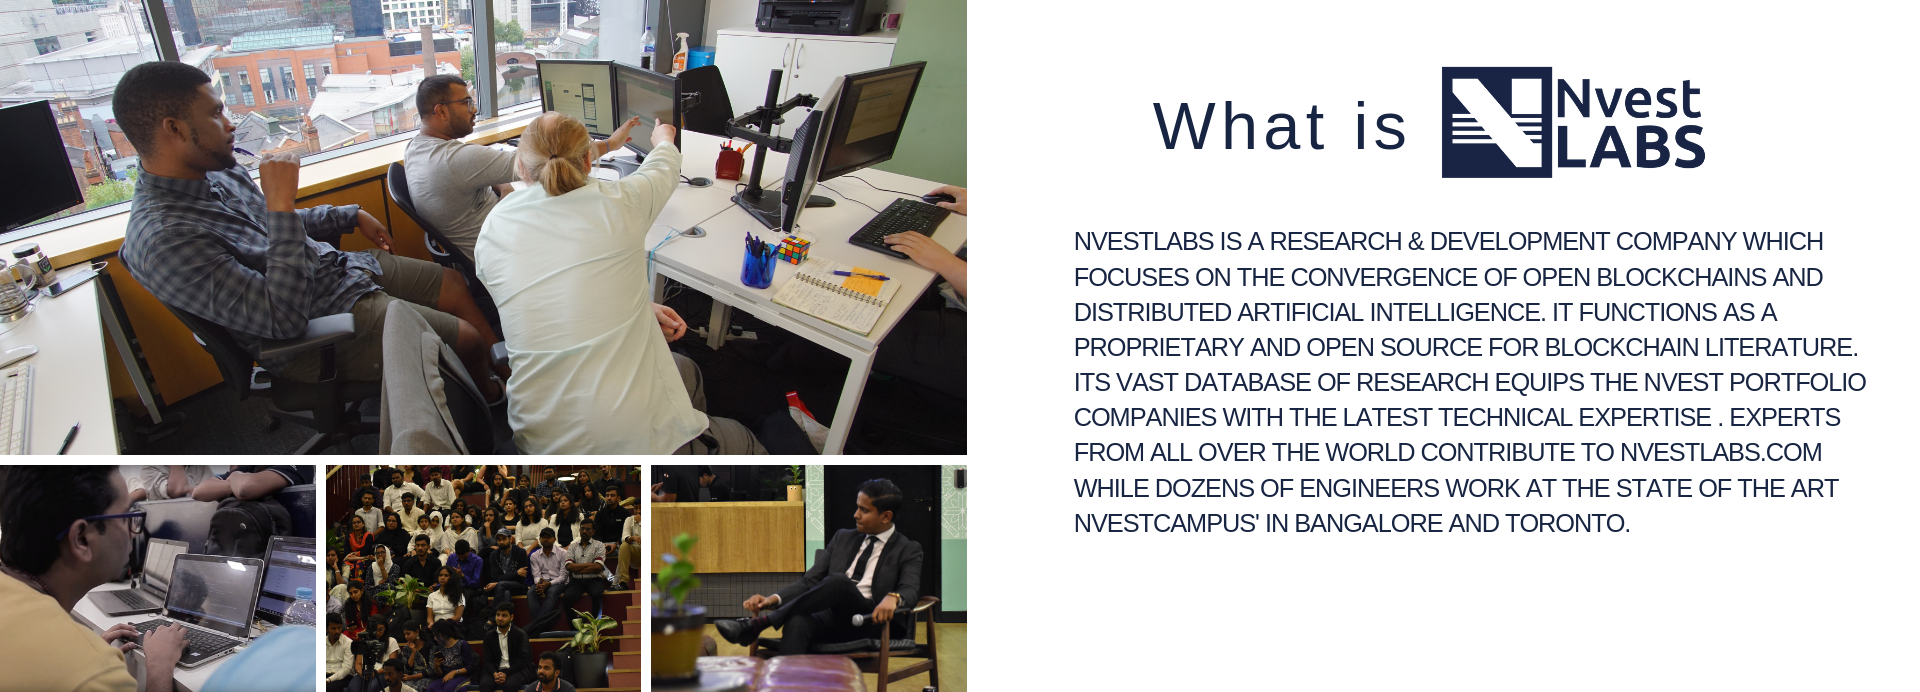 What is Nvest
LABS
NVESTLABS IS A RESEARCH & DEVELOPMENT COMPANY WHICH
FOCUSES ON THE CONVERGENCE OF OPEN BLOCKCHAINS AND
DISTRIBUTED ARTIFICIAL INTELLIGENCE. IT FUNCTIONS AS A
PROPRIETARY AND OPEN SOURCE FOR BLOCKCHAIN LITERATURE.
ITS VAST DATABASE OF RESEARCH EQUIPS THE NVEST PORTFOLIO
COMPANIES WITH THE LATEST TECHNICAL EXPERTISE . EXPERTS
FROM ALL OVER THE WORLD CONTRIBUTE TO NVESTLABS.COM
WHILE DOZENS OF ENGINEERS WORK AT THE STATE OF THE ART
NVESTCAMPUS' IN BANGALORE AND TORONTO.